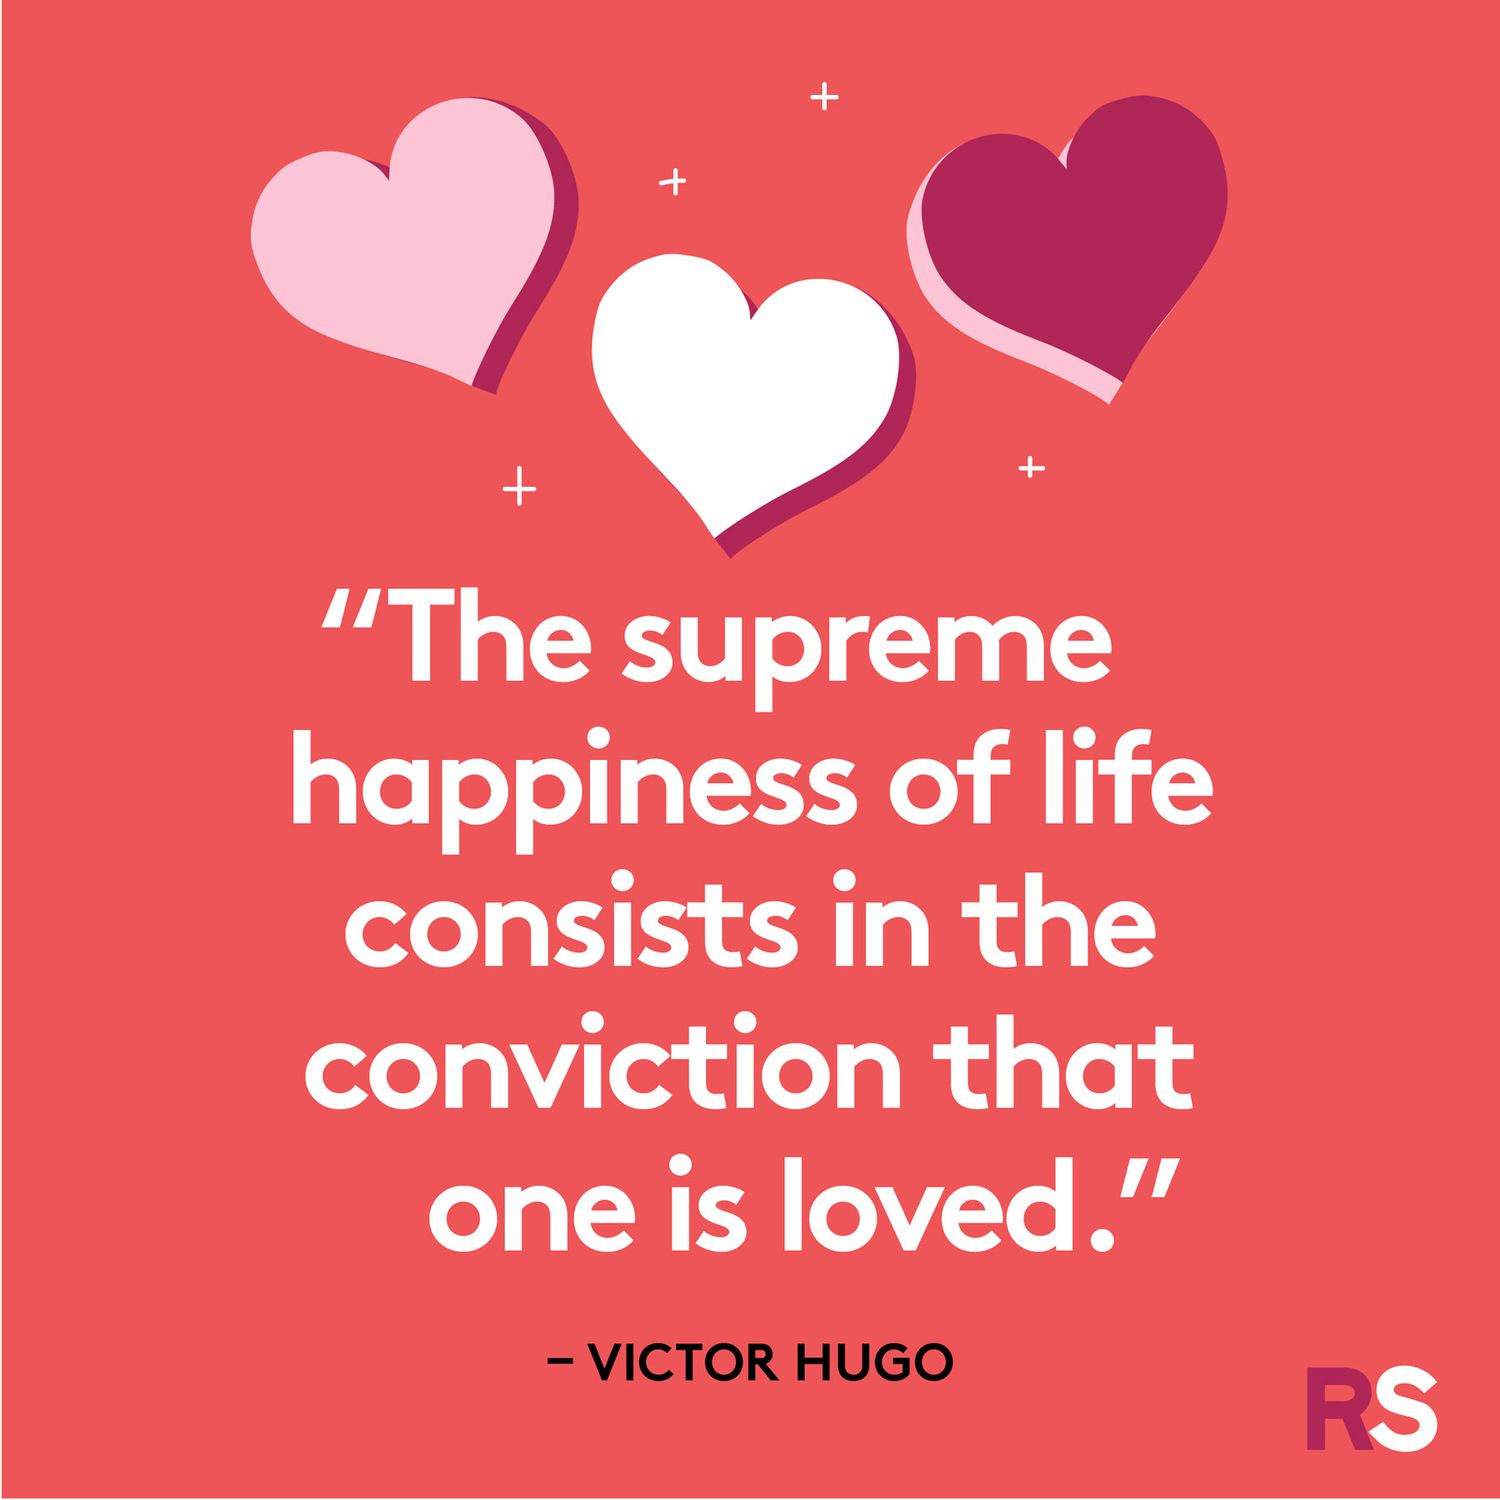 “The supreme
happiness of life
consists in the
conviction that
one is loved.”
– VICTOR HUGO
RS